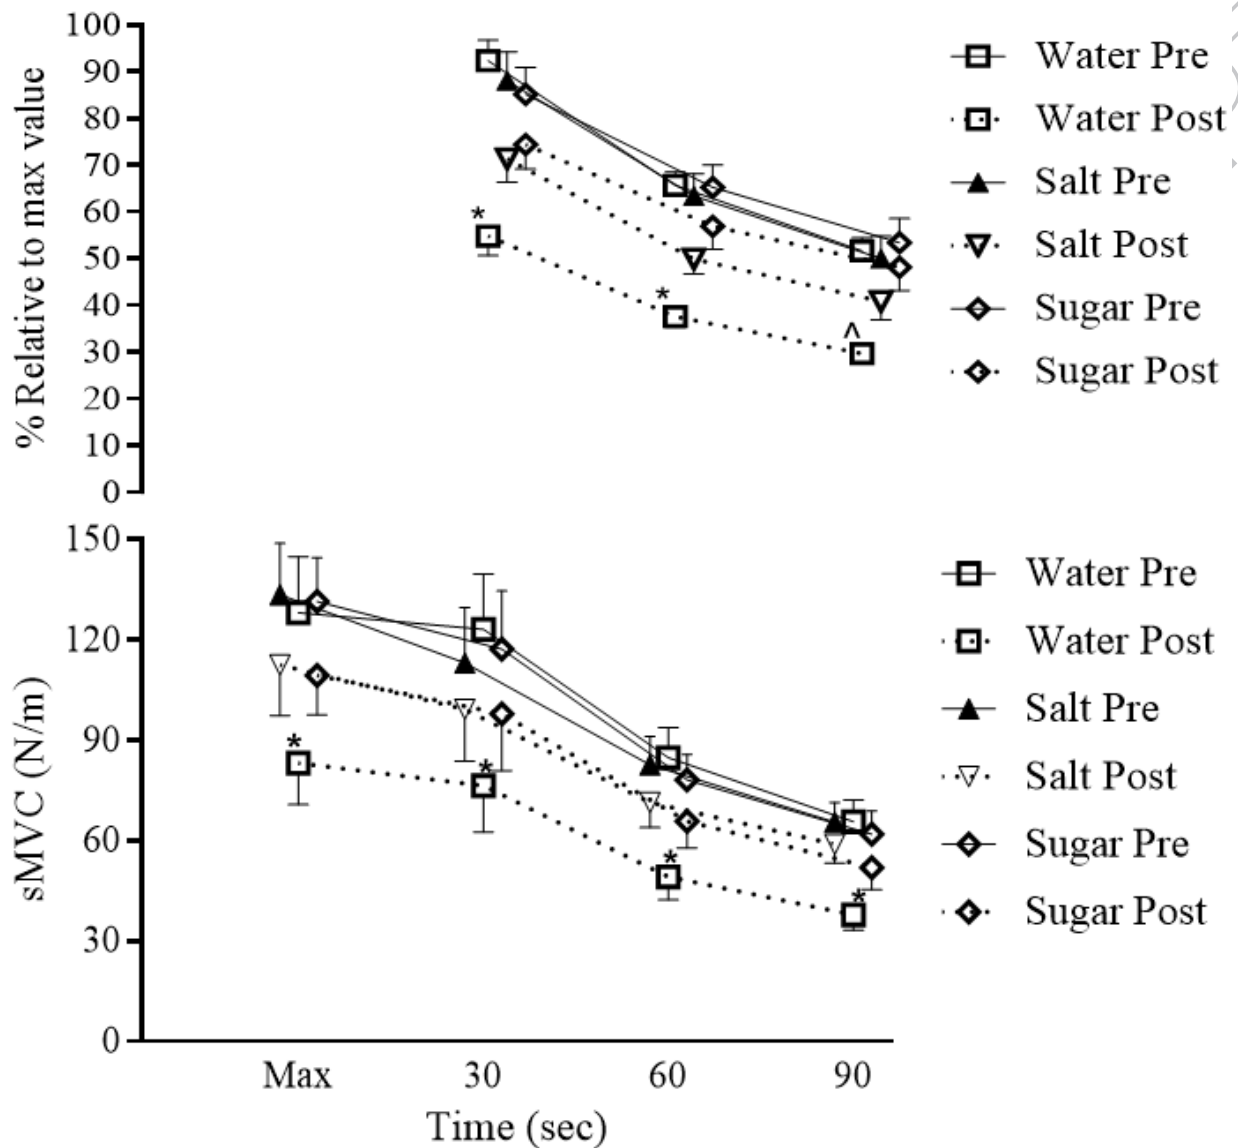 % Relative to max value
100
90
80
70
60
50
40
30
20
10
0
*
*
^
Water Pre
Water Post
Salt Pre
Salt Post
Sugar Pre
Sugar Post
sMVC (N/m)
150
120
90
60
30
0
*
*
*
*
Water Pre
Water Post
Salt Pre
Salt Post
Sugar Pre
Sugar Post
Max 30 60 90
Time (sec)